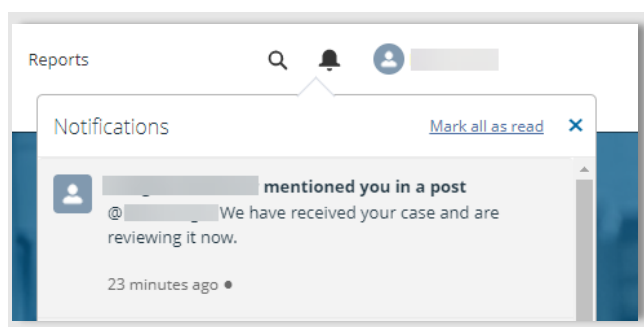 Reports
Notifications Mark all as read
mentioned you in a post
@ We have received your case and are
reviewing it now.
23 minutes ago